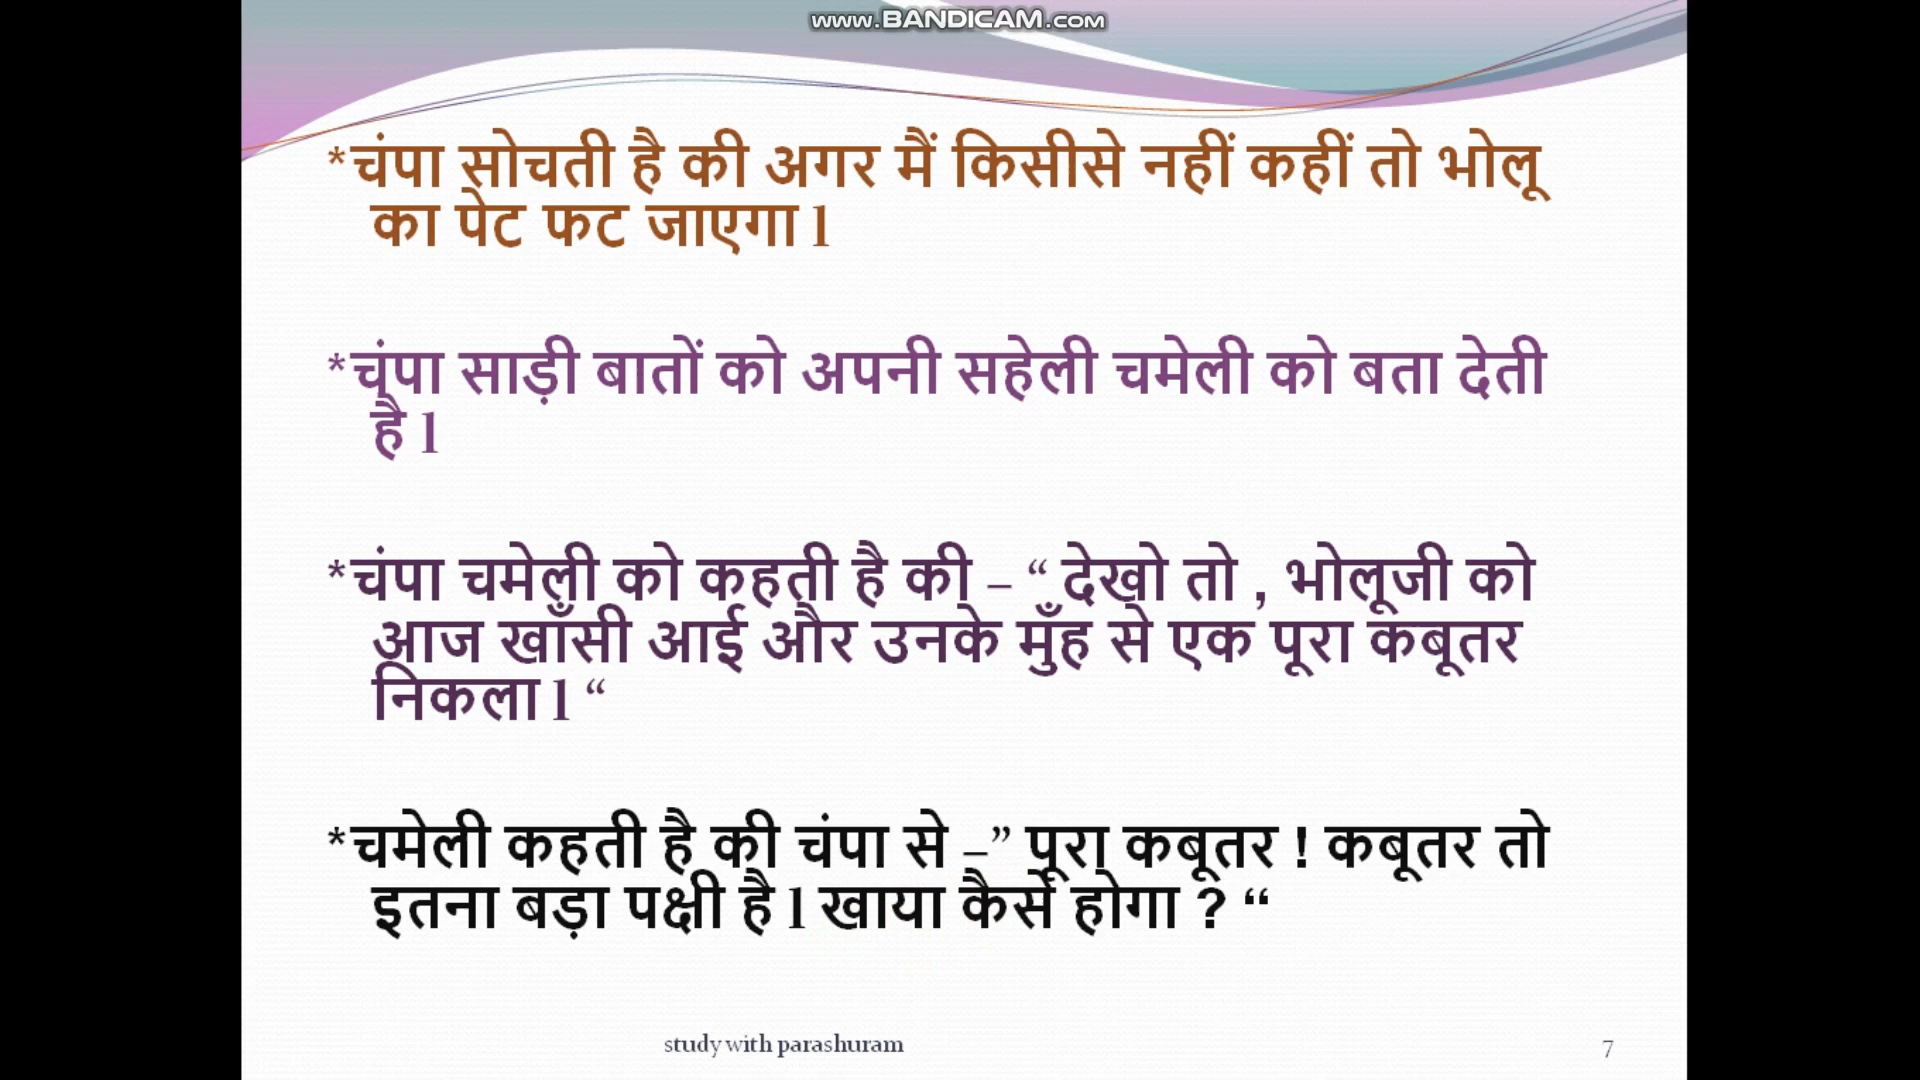 www.BANDICAM.com
*चंपा सोचती है की अगर मैं किसीसे नहीं कहीं तो भोलू
का पेट फट जाएगा l
*चंपा साड़ी बातों को अपनी सहेली चमेली को बता देती
है l
*चंपा चमेली को कहती है की – “ देखो तो , भोलूजी को
आज खाँसी आई और उनके मुँह से एक पूरा कबूतर
निकला l “
*चमेली कहती है की चंपा से –” पूरा कबूतर ! कबूतर तो
इतना बड़ा पक्षी है l खाया कैसे होगा ? “
study with parashuram
7